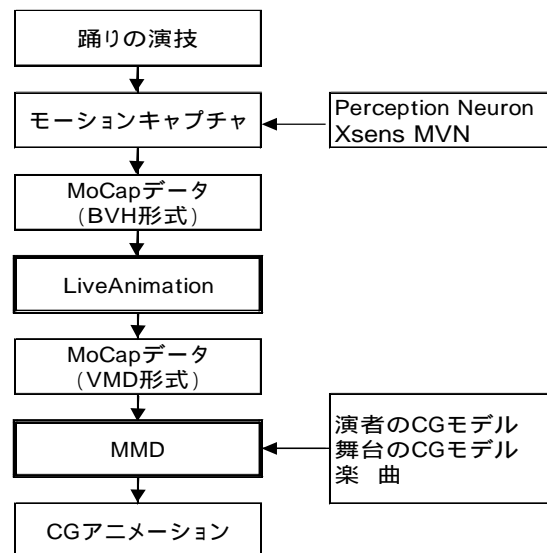 踊りの演技
モーションキャプチャ
Perception Neuron
Xsens MVN
MoCapデータ
(BVH形式)
LiveAnimation
MoCapデータ
(VMD形式)
演者のCGモデル
舞台のCGモデル
楽 曲
MMD
CGアニメーション